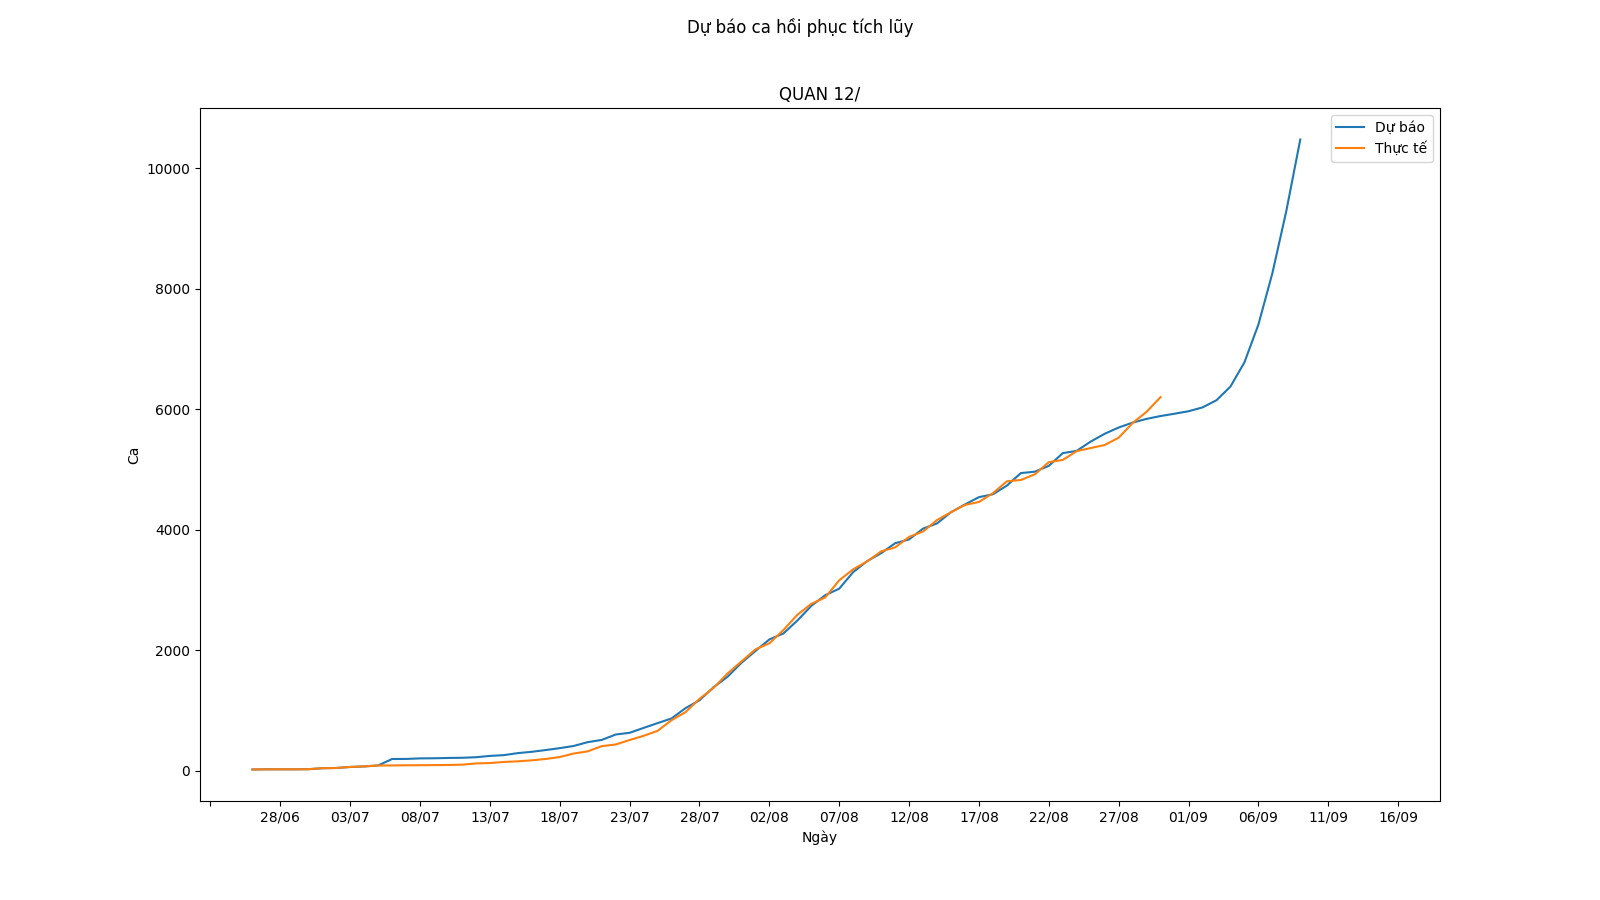 Dự báo ca hồi phục tích lũy
QUAN 12/
Dự báo
Thực tế
10000
8000
6000
4000
2000
0
Ca
28/06 03/07 08/07 13/07 18/07 23/07 28/07 02/08 07/08 12/08 17/08 22/08 27/08 01/09 06/09 11/09 16/09
Ngày